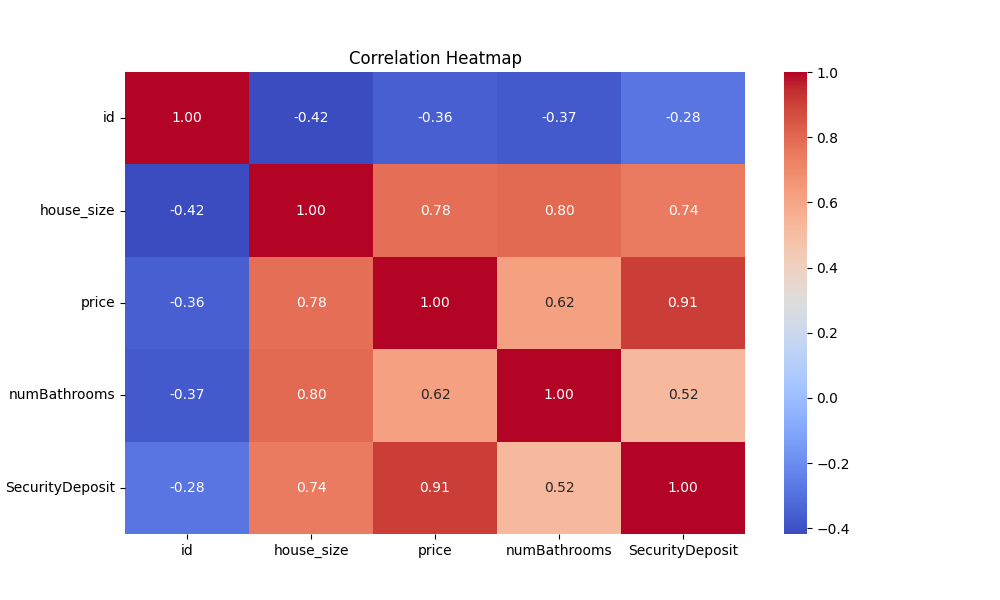 Correlation Heatmap
id 1.00 -0.42 -0.36 -0.37 -0.28
house_size -0.42 1.00 0.78 0.80 0.74
price -0.36 0.78 1.00 0.62 0.91
numBathrooms -0.37 0.80 0.62 1.00 0.52
SecurityDeposit -0.28 0.74 0.91 0.52 1.00
id house_size price numBathrooms SecurityDeposit
1.0
0.8
0.6
0.4
0.2
0.0
−0.2
−0.4